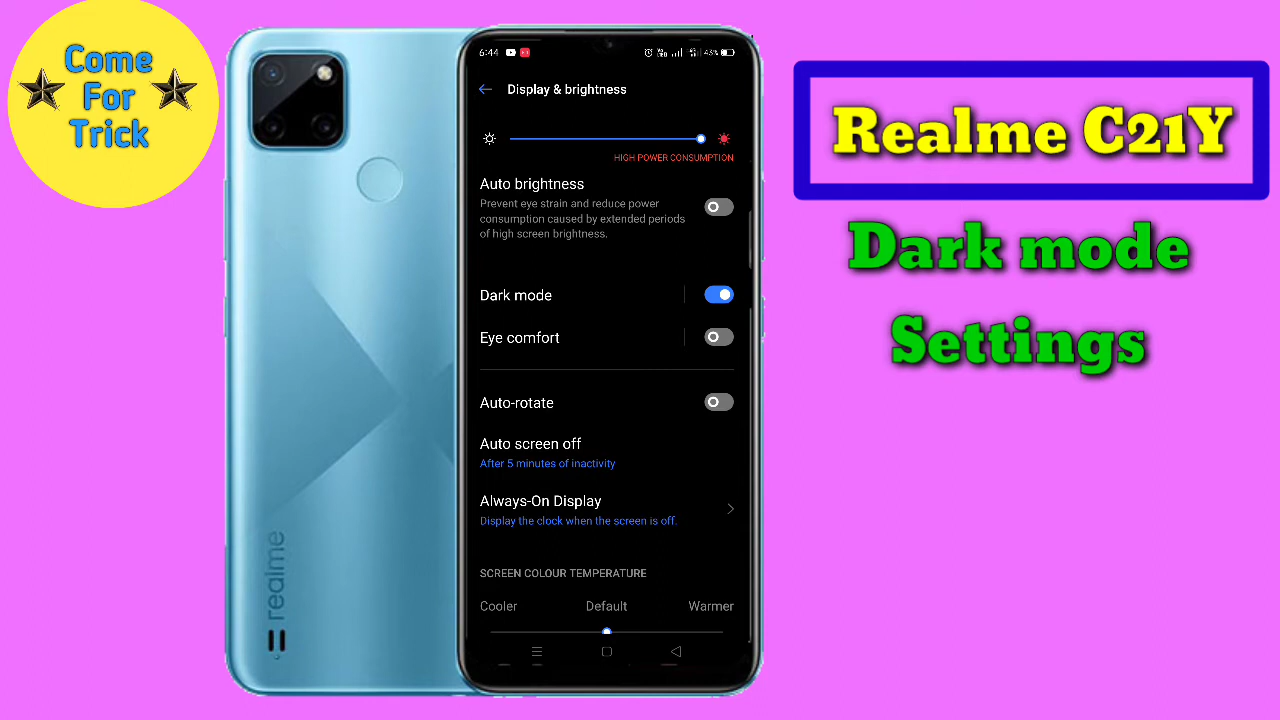 Come
For
Trick
realme
6:44
43%
Display & brightness
HIGH POWER CONSUMPTION
Auto brightness
Prevent eye strain and reduce power
consumption caused by extended periods
of high screen brightness.
Dark mode
Eye comfort
Auto-rotate
Auto screen off
After 5 minutes of inactivity
Always-On Display
Display the clock when the screen is off.
SCREEN COLOUR TEMPERATURE
Cooler Default Warmer
Realme C21Y
Dark mode
Settings